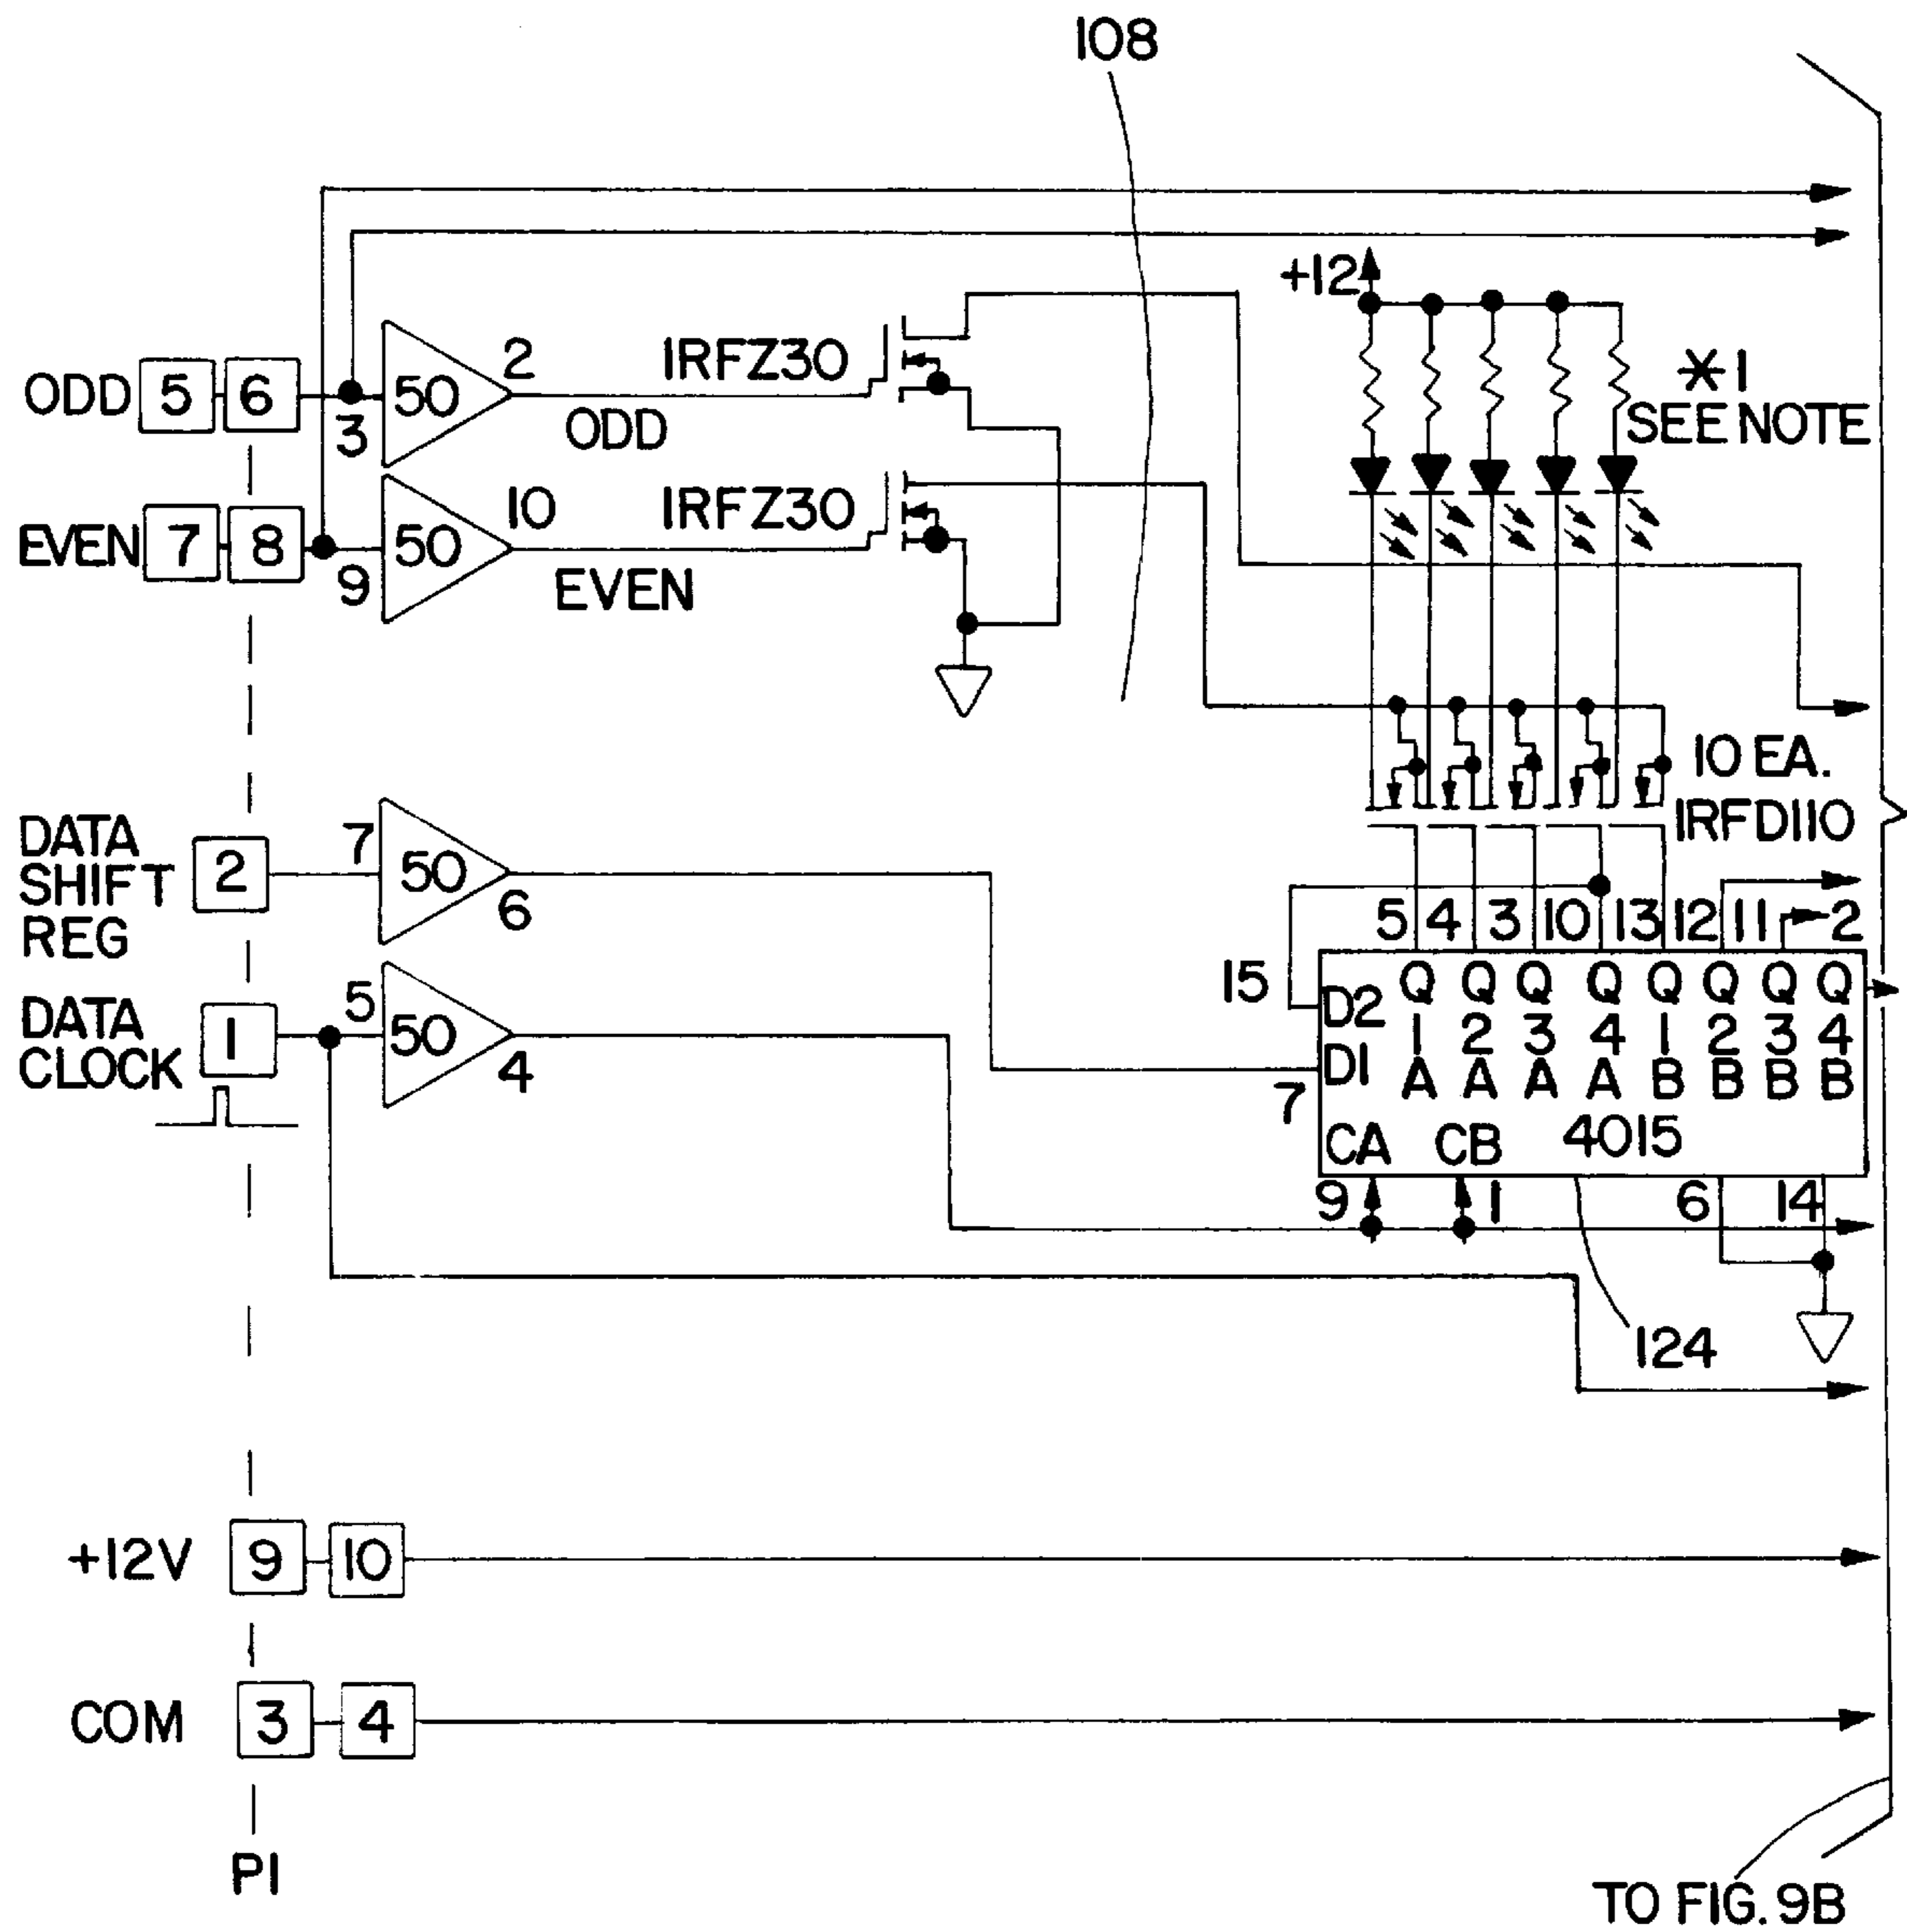 108
+12
ODD 5 6
3
50
2
ODD
IRFZ30
*1
SEE NOTE
EVEN 7 8
9
50
10
EVEN
IRFZ30
10 EA.
IRFD110
DATA
SHIFT
REG
2
7
50
6
DATA
CLOCK
1
5
50
4
5 4 3 10 13 12 11 2
15
D2
D1
7
Q Q Q Q Q Q Q Q
1 2 3 4 1 2 3 4
A A A A B B B B
CA CB 4015
9 1 6 14
124
+12V 9 10
COM 3 4
P1
TO FIG. 9B